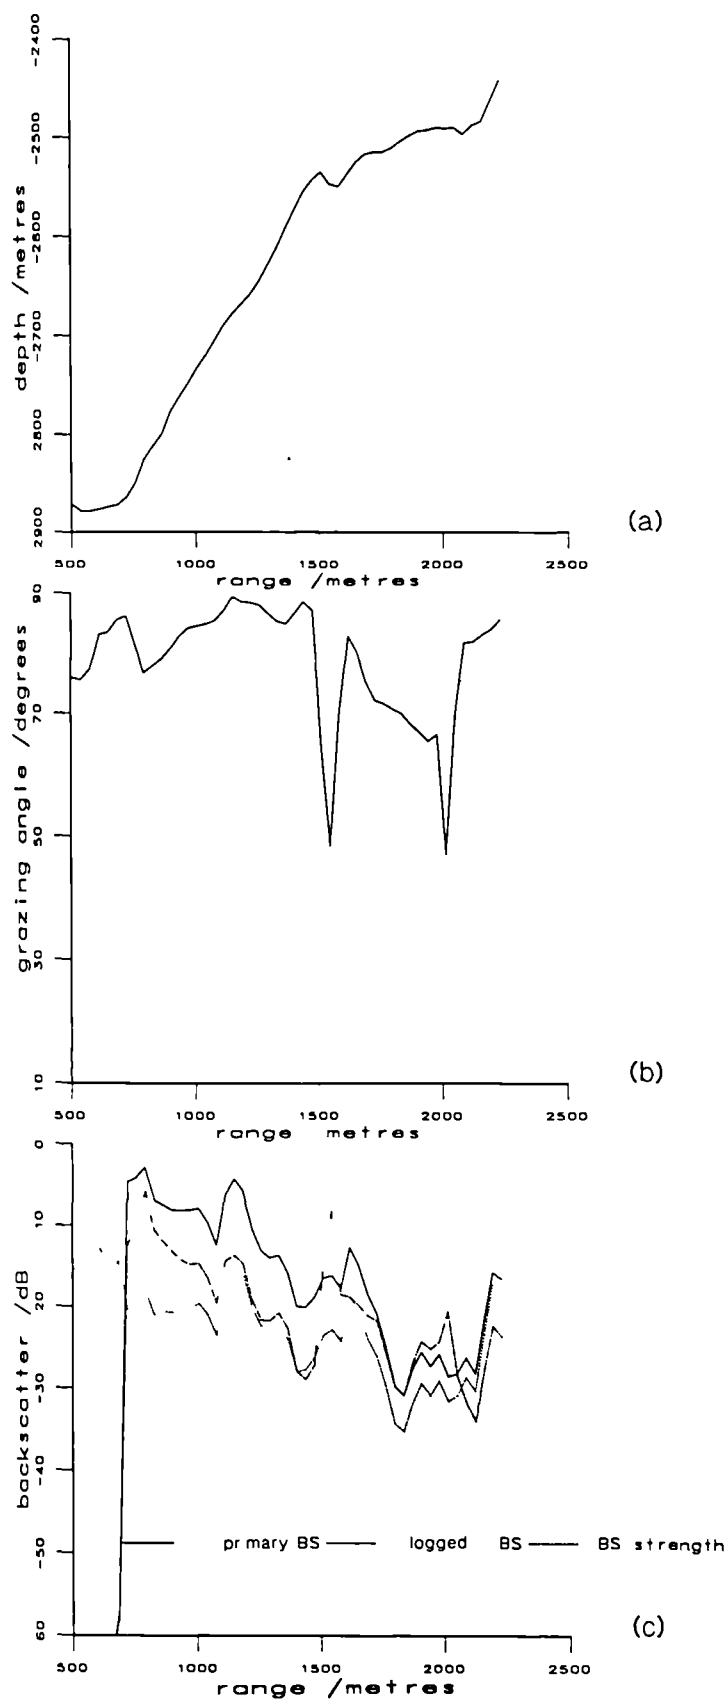 -2400
-2500
-2600
-2700
2800
2900
depth /metres
500 1000 1500 2000 2500
range /metres
(a)
90
70
50
30
10
grazing angle /degrees
500 1000 1500 2000 2500
range metres
(b)
0
10
20
-30
-40
-50
60
backscatter /dB
pr mary BS logged BS BS strength
500 1000 1500 2000 2500
range /metres
(c)